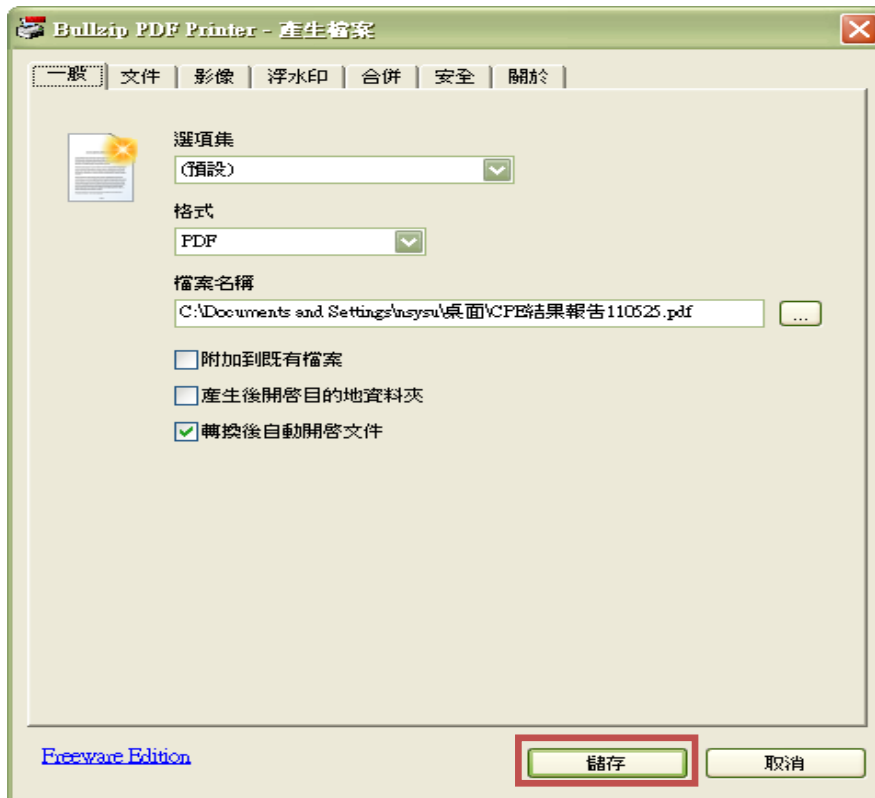 Bullzip PDF Printer - 產生檔案
一般 文件 影像 浮水印 合併 安全 關於
選項集
(預設)
格式
PDF
檔案名稱
C:\Documents and Settings\nsysu\桌面\CPE結果報告110525.pdf
...
附加到既有檔案
產生後開啓目的地資料夾
轉換後自動開啓文件
Freeware Edition
儲存 取消